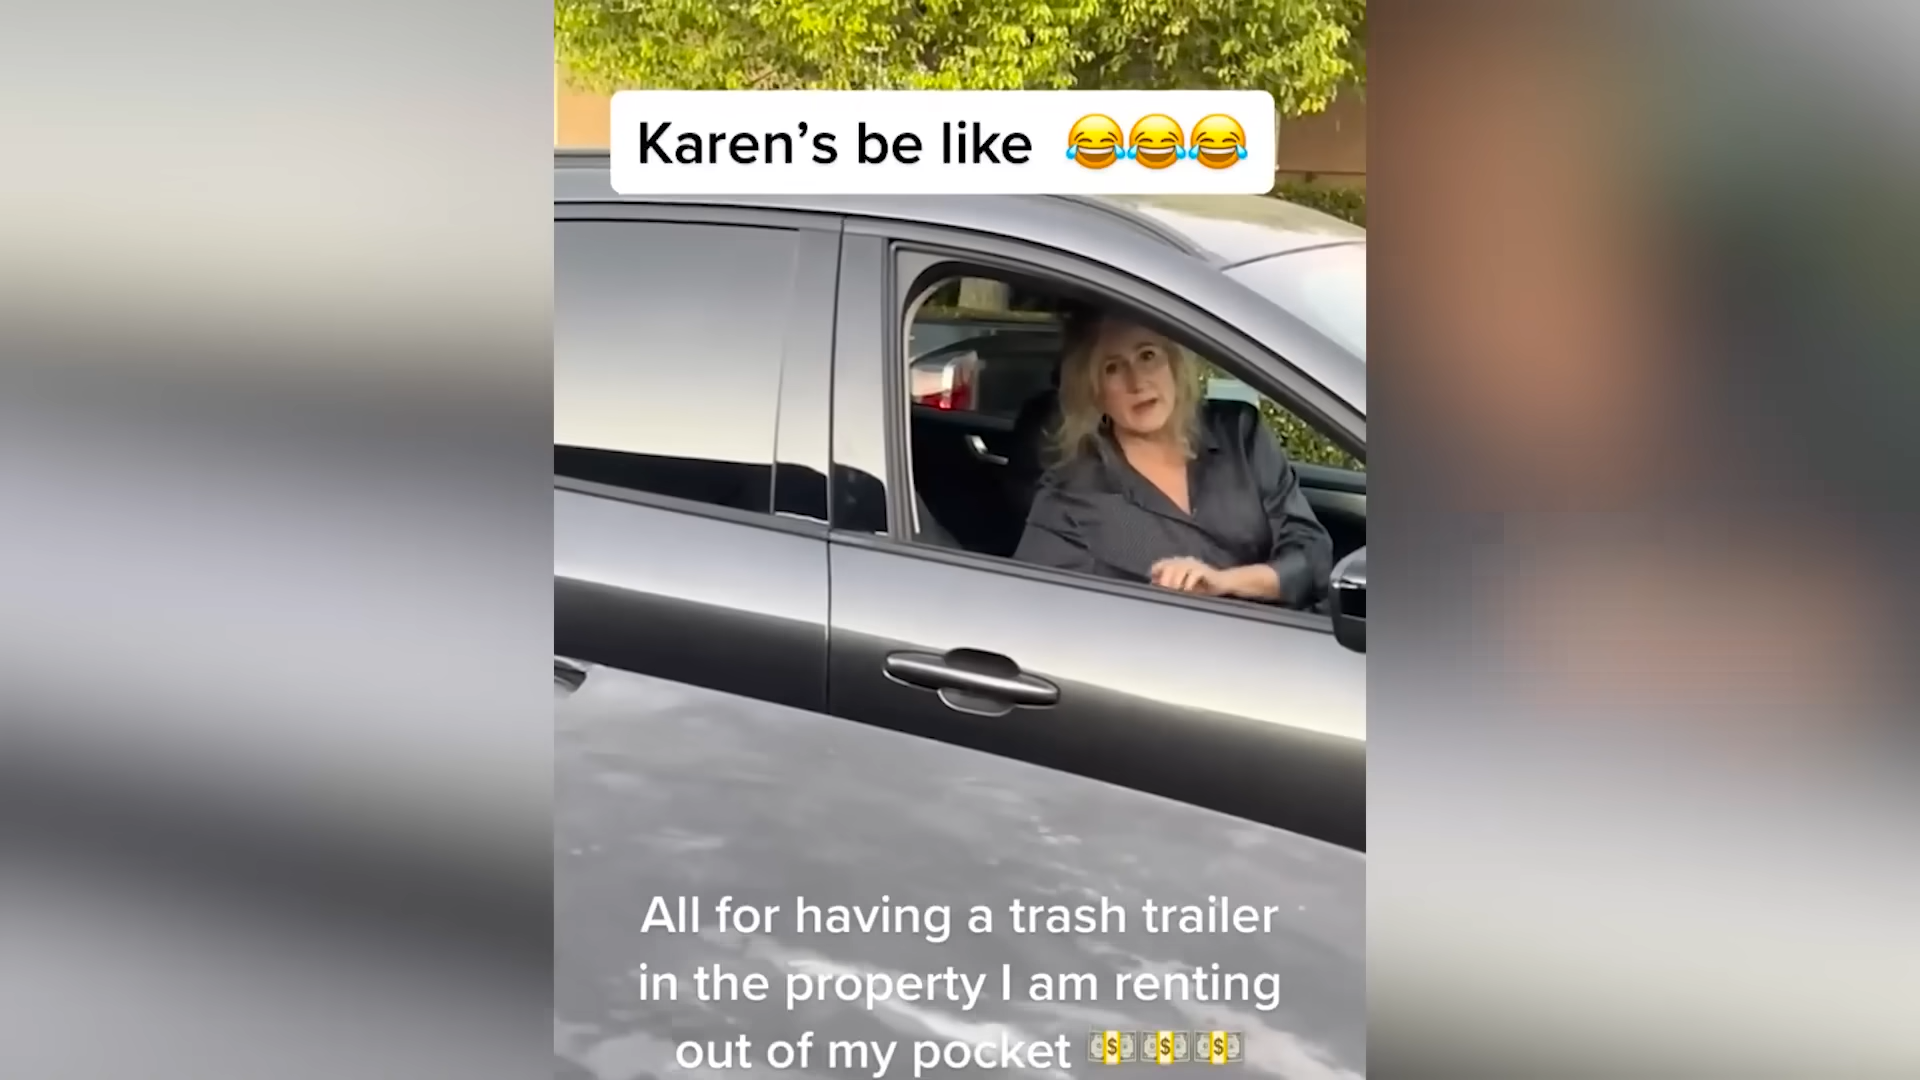 Karen’s be like 😂😂😂
All for having a trash trailer
in the property I am renting
out of my pocket 💵💵💵